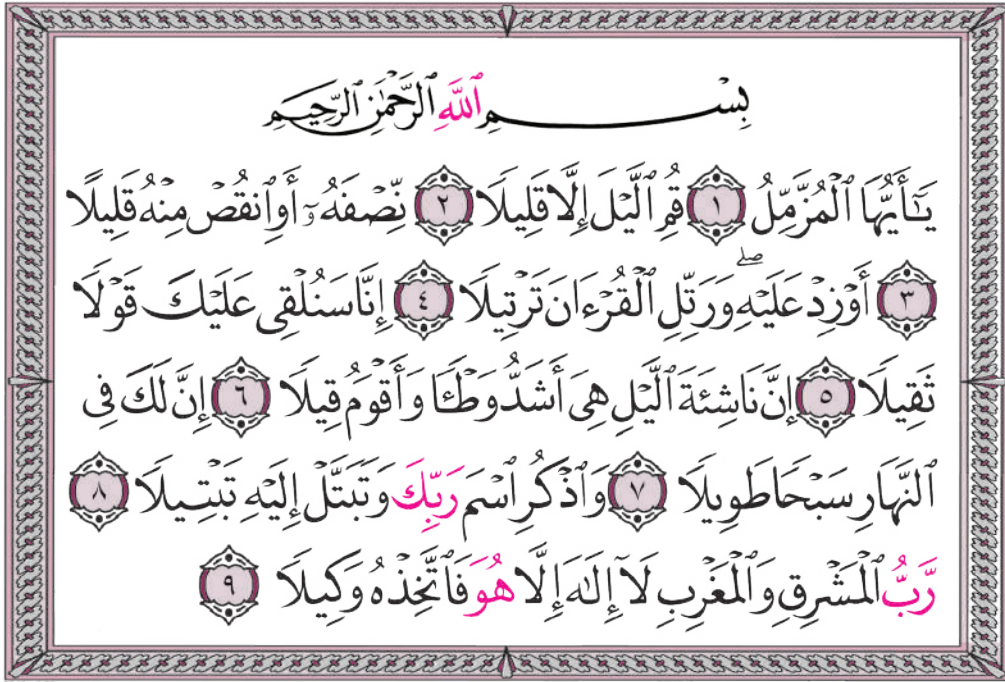 بِسْمِ ٱللَّهِ ٱلرَّحْمَٰنِ ٱلرَّحِيمِ
يَٰٓأَيُّهَا ٱلْمُزَّمِّلُ ١ قُمِ ٱلَّيْلَ إِلَّا قَلِيلًا ٢ نِّصْفَهُۥٓ أَوِ ٱنقُصْ مِنْهُ قَلِيلًا
٣ أَوْ زِدْ عَلَيْهِ ۖ وَرَتِّلِ ٱلْقُرْءَانَ تَرْتِيلًا ٤ إِنَّا سَنُلْقِى عَلَيْكَ قَوْلًا
ثَقِيلًا ٥ إِنَّ نَاشِئَةَ ٱلَّيْلِ هِىَ أَشَدُّ وَطْـًٔا وَأَقْوَمُ قِيلًا ٦ إِنَّ لَكَ فِى
ٱلنَّهَارِ سَبْحًا طَوِيلًا ٧ وَٱذْكُرِ ٱسْمَ رَبِّكَ وَتَبَتَّلْ إِلَيْهِ تَبْتِيلًا ٨
رَّبُّ ٱلْمَشْرِقِ وَٱلْمَغْرِبِ لَآ إِلَٰهَ إِلَّا هُوَ فَٱتَّخِذْهُ وَكِيلًا ٩